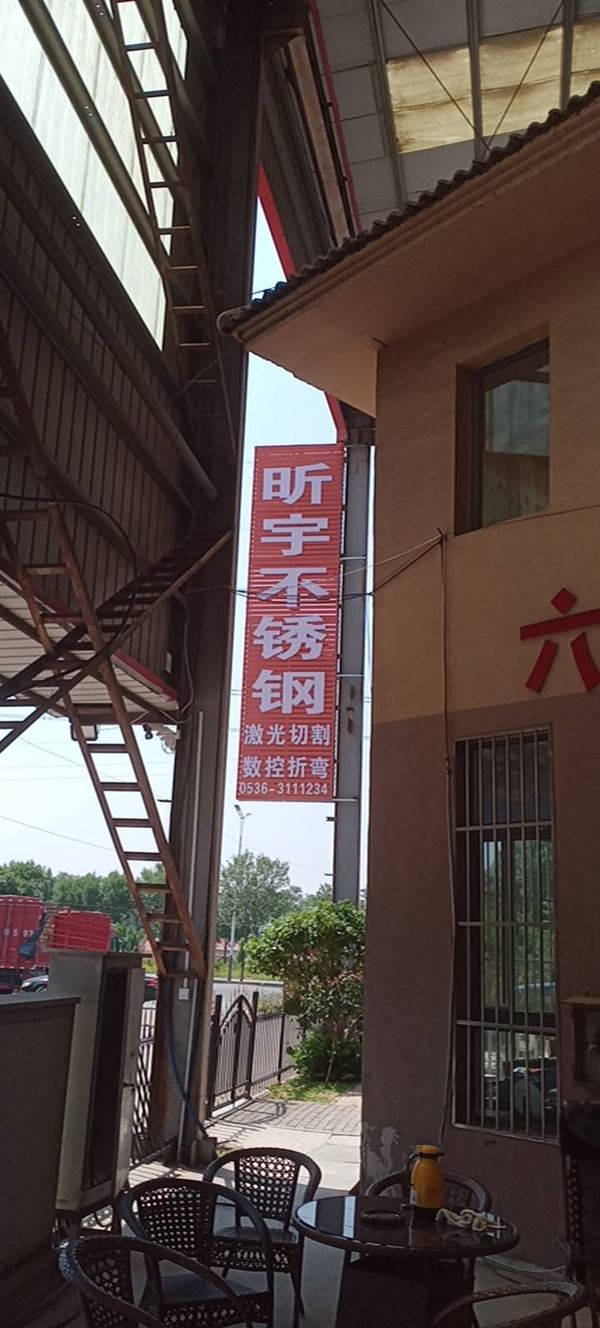 昕宇不锈钢
激光切割
数控折弯
0536-3111234
六